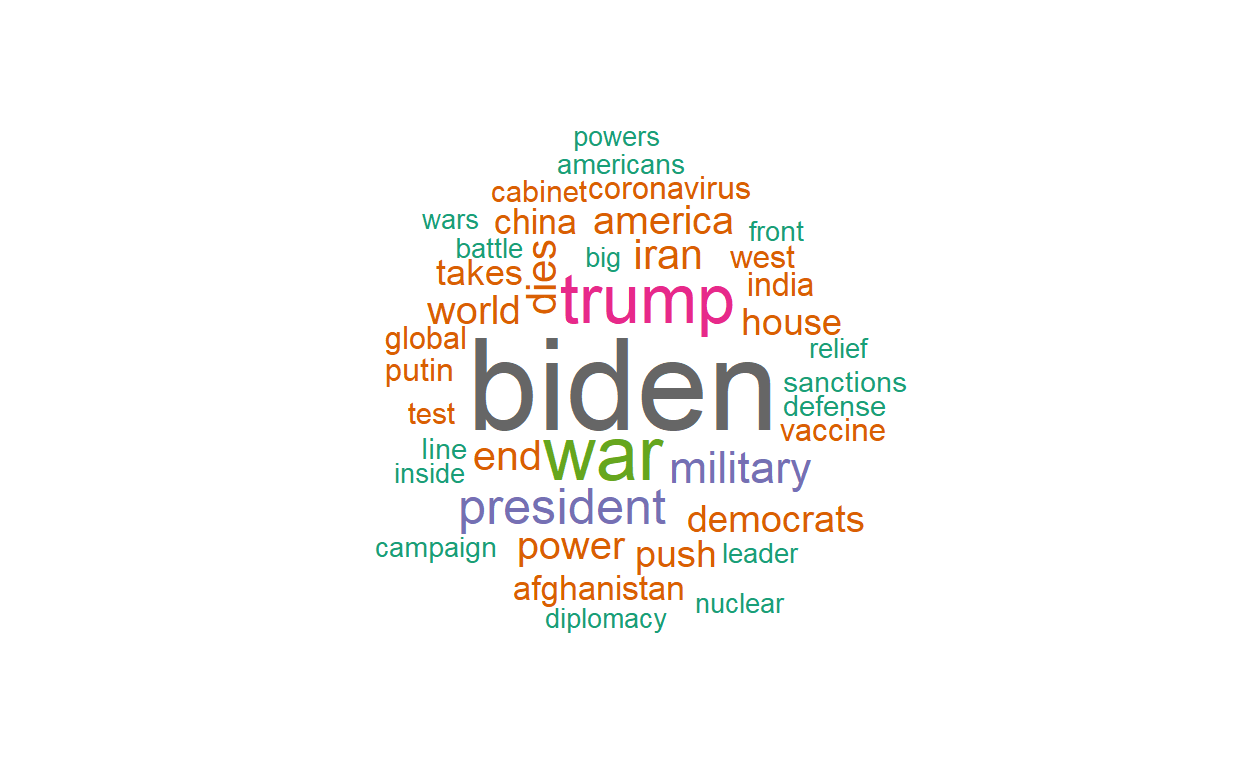 powers
americans
cabinet coronavirus
wars china america front
battle dies big iran west
takes trump india
world house
global biden relief
putin sanctions
test defense
vaccine
line end war military
inside
president democrats
campaign power push leader
afghanistan nuclear
diplomacy